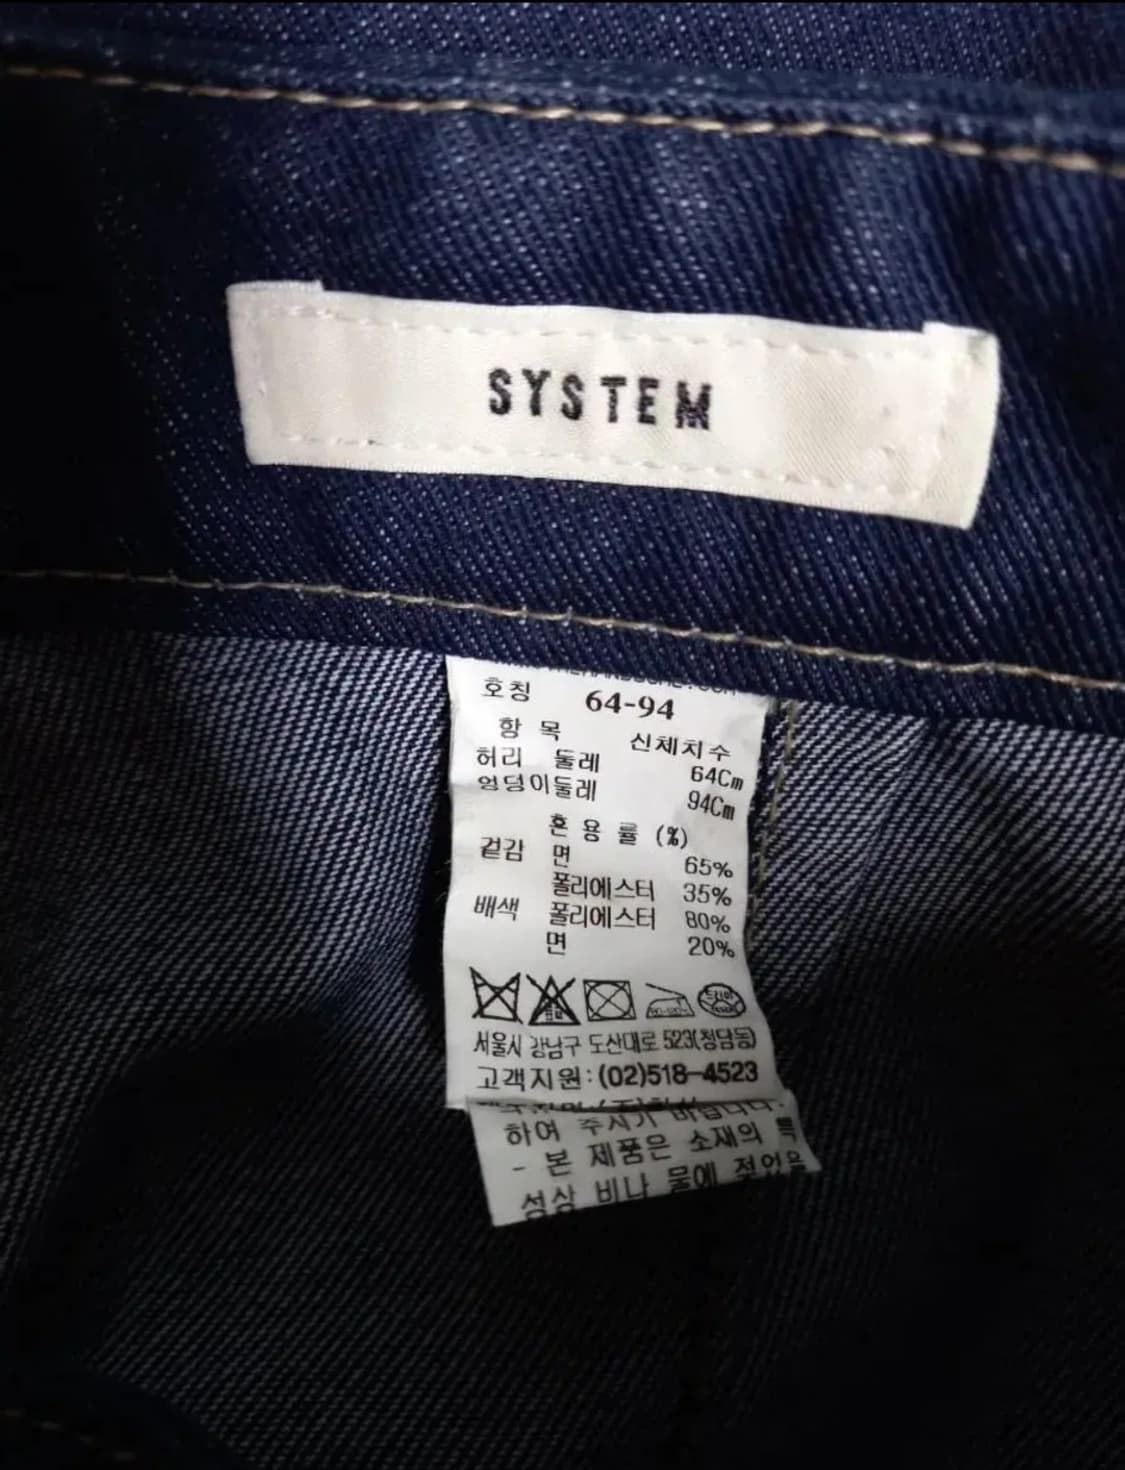 SYSTEM
호칭 64-94
항 목 신체치수
허리 둘레 64Cm
엉덩이둘레 94Cm
혼 용 률 (%)
겉감 면 65%
폴리에스터 35%
배색 폴리에스터 80%
면 20%
서울시 강남구 도산대로 523(청담동)
고객지원:(02)518-4523
하여 주시기 바랍니다.
- 본 제품은 소재의 특
성상 비나 물에 젖었을